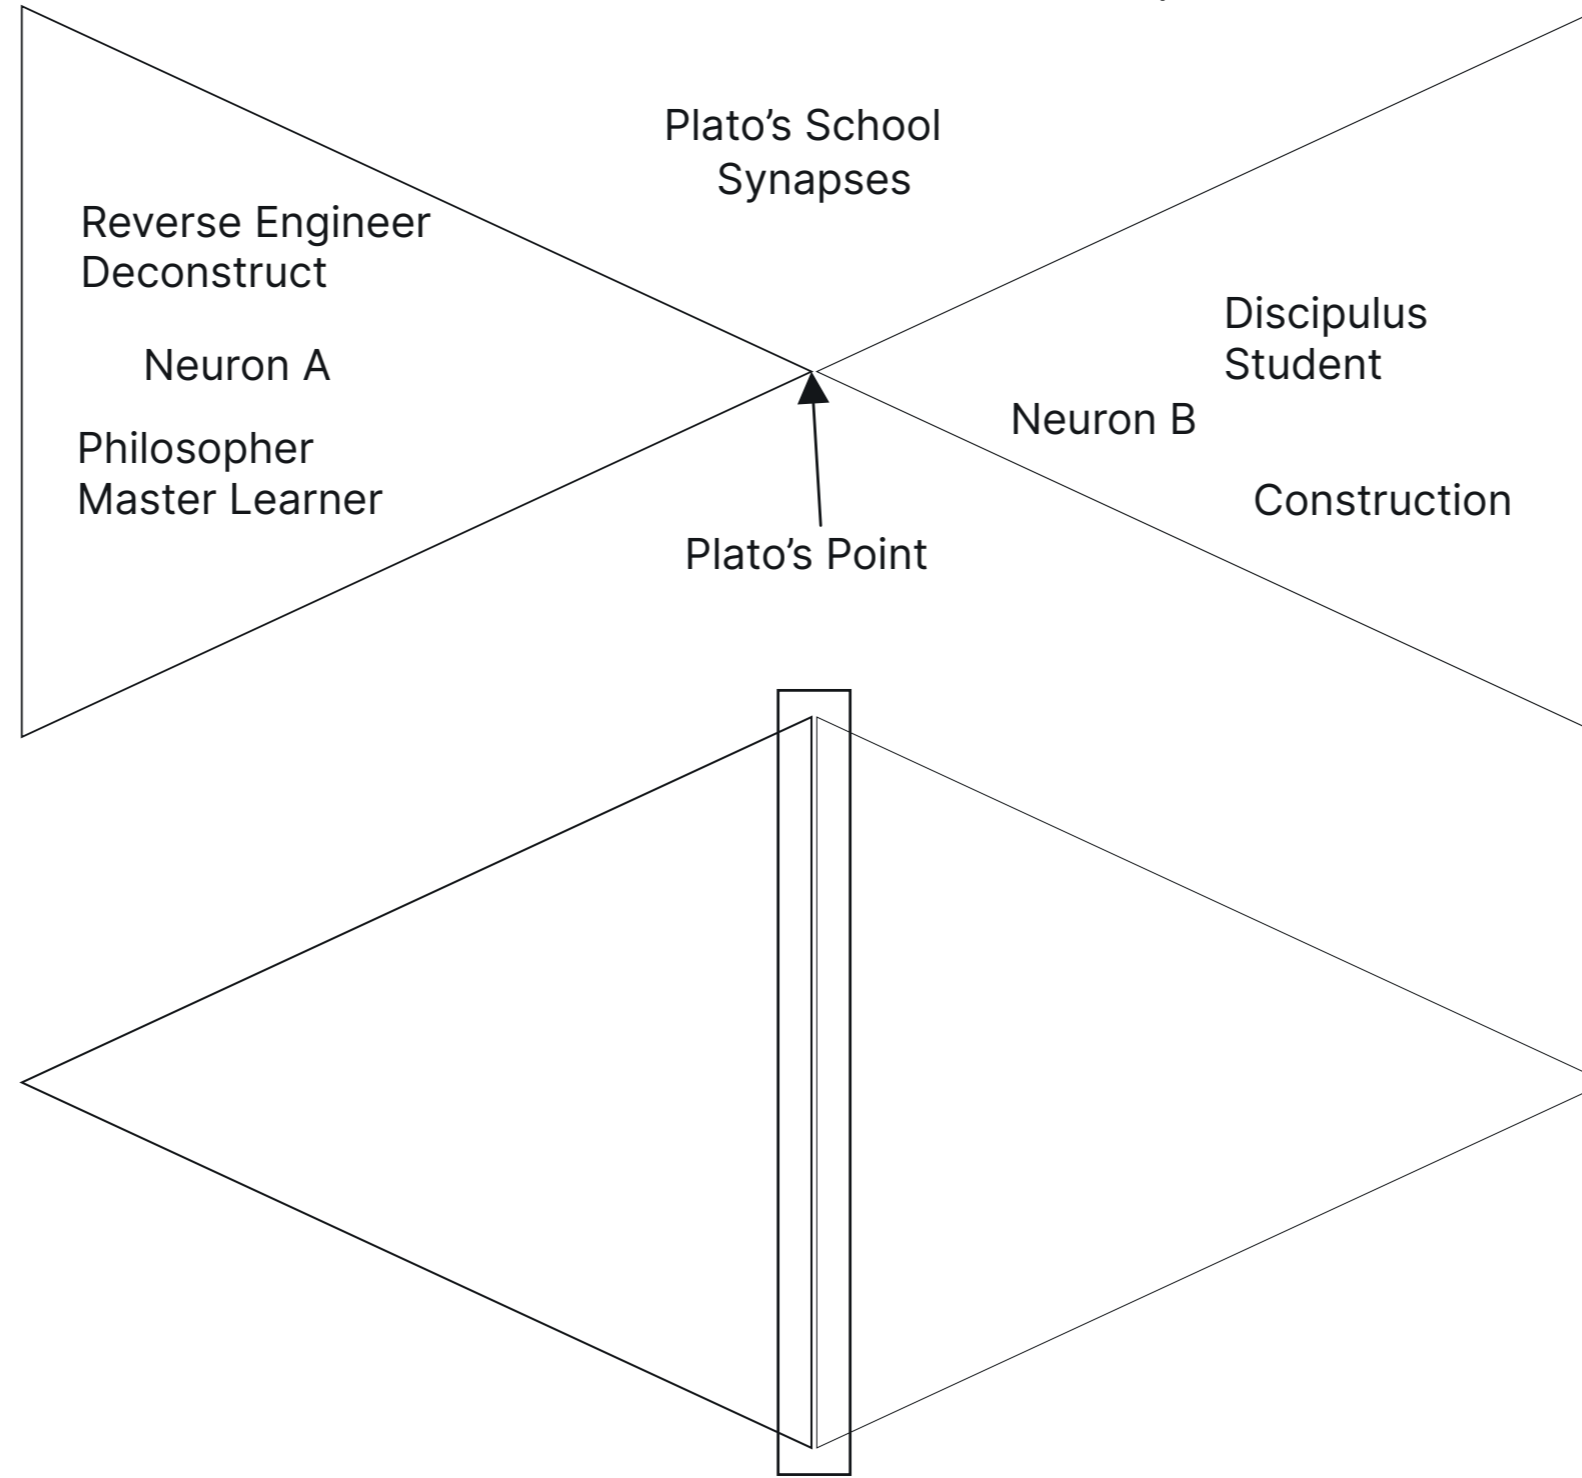 Plato’s School
Synapses
Reverse Engineer
Deconstruct
Neuron A
Philosopher
Master Learner
Discipulus
Student
Neuron B
Construction
Plato’s Point